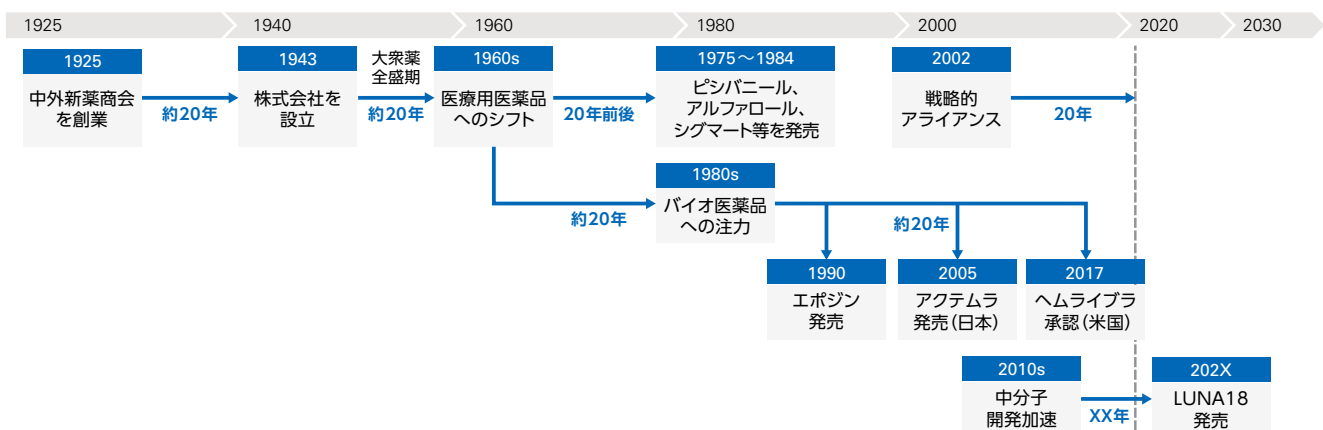 1925
1940
1960
1980
2000
2020
2030
1925
中外新薬商会
を創業
約20年
1943
株式会社を
設立
大衆薬
全盛期
約20年
1960s
医療用医薬品
へのシフト
20年前後
1975～1984
ピシバニール、
アルファロール、
シグマート等を発売
2002
戦略的
アライアンス
20年
約20年
1980s
バイオ医薬品
への注力
約20年
1990
エポジン
発売
2005
アクテムラ
発売（日本）
2017
ヘムライブラ
承認（米国）
2010s
中分子
開発加速
XX年
202X
LUNA18
発売